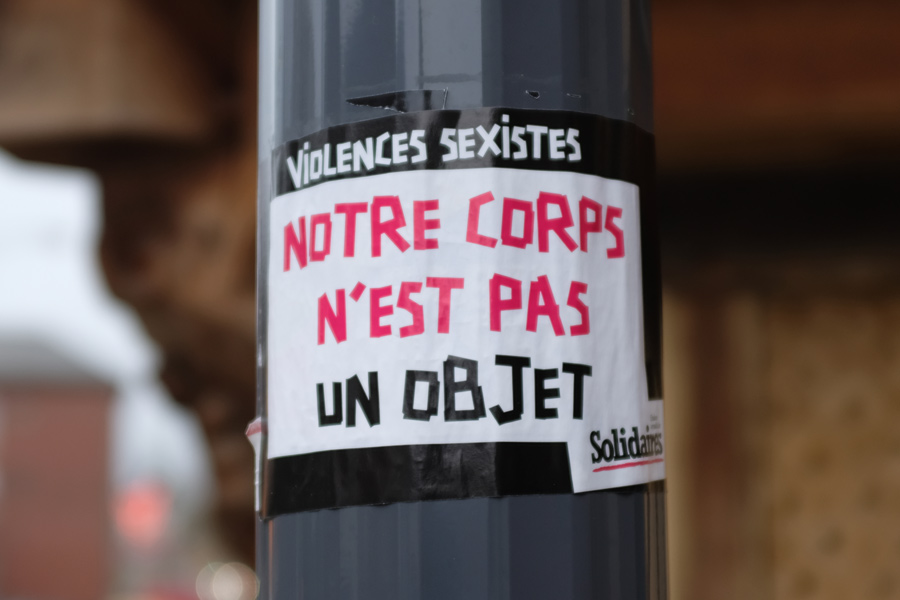 VIOLENCES SEXISTES
NOTRE CORPS
N'EST PAS
UN OBJET
Solidaires